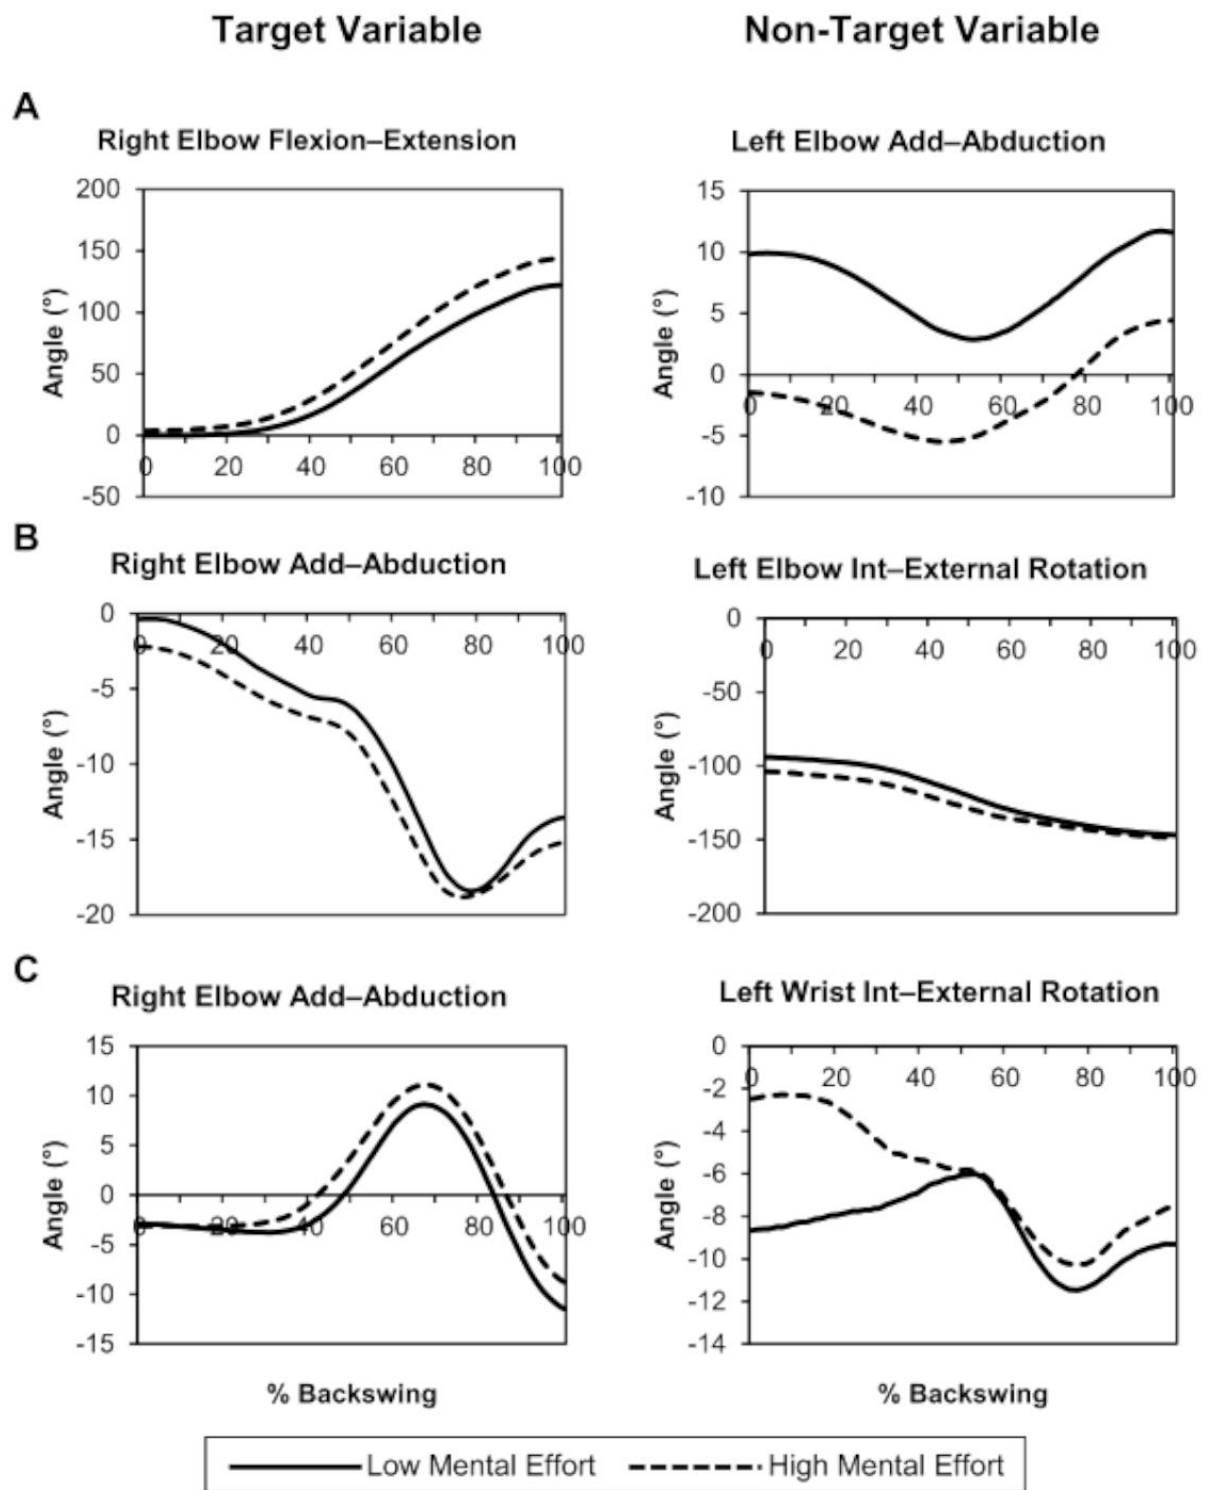 Target Variable Non-Target Variable
A
Right Elbow Flexion–Extension
200
150
100
50
0
-50
0 20 40 60 80 100
Angle (°)
Left Elbow Add–Abduction
15
10
5
0
-5
-10
0 20 40 60 80 100
Angle (°)
B
Right Elbow Add–Abduction
0
-5
-10
-15
-20
0 20 40 60 80 100
Angle (°)
Left Elbow Int–External Rotation
0
-50
-100
-150
-200
0 20 40 60 80 100
Angle (°)
C
Right Elbow Add–Abduction
15
10
5
0
-5
-10
-15
0 20 40 60 80 100
Angle (°)
% Backswing
Left Wrist Int–External Rotation
0
-2
-4
-6
-8
-10
-12
-14
0 20 40 60 80 100
Angle (°)
% Backswing
Low Mental Effort High Mental Effort